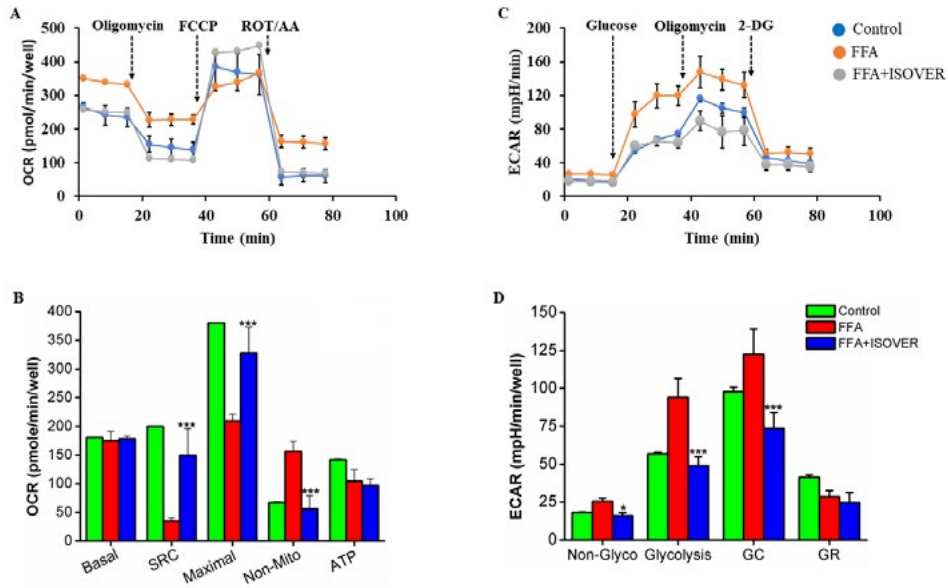 A
Oligomycin FCCP ROT/AA
OCR (pmol/min/well)
500
400
300
200
100
0
0 20 40 60 80 100
Time (min)
C
Glucose Oligomycin 2-DG
ECAR (mpH/min)
200
160
120
80
40
0
0 20 40 60 80 100
Time (min)
Control
FFA
FFA+ISOVER
B
OCR (pmole/min/well)
400
350
300
250
200
150
100
50
0
*** *** ***
Basal SRC Maximal Non-Mito ATP
D
ECAR (mpH/min/well)
150
125
100
75
50
25
0
* *** ***
Non-Glyco Glycolysis GC GR
Control
FFA
FFA+ISOVER